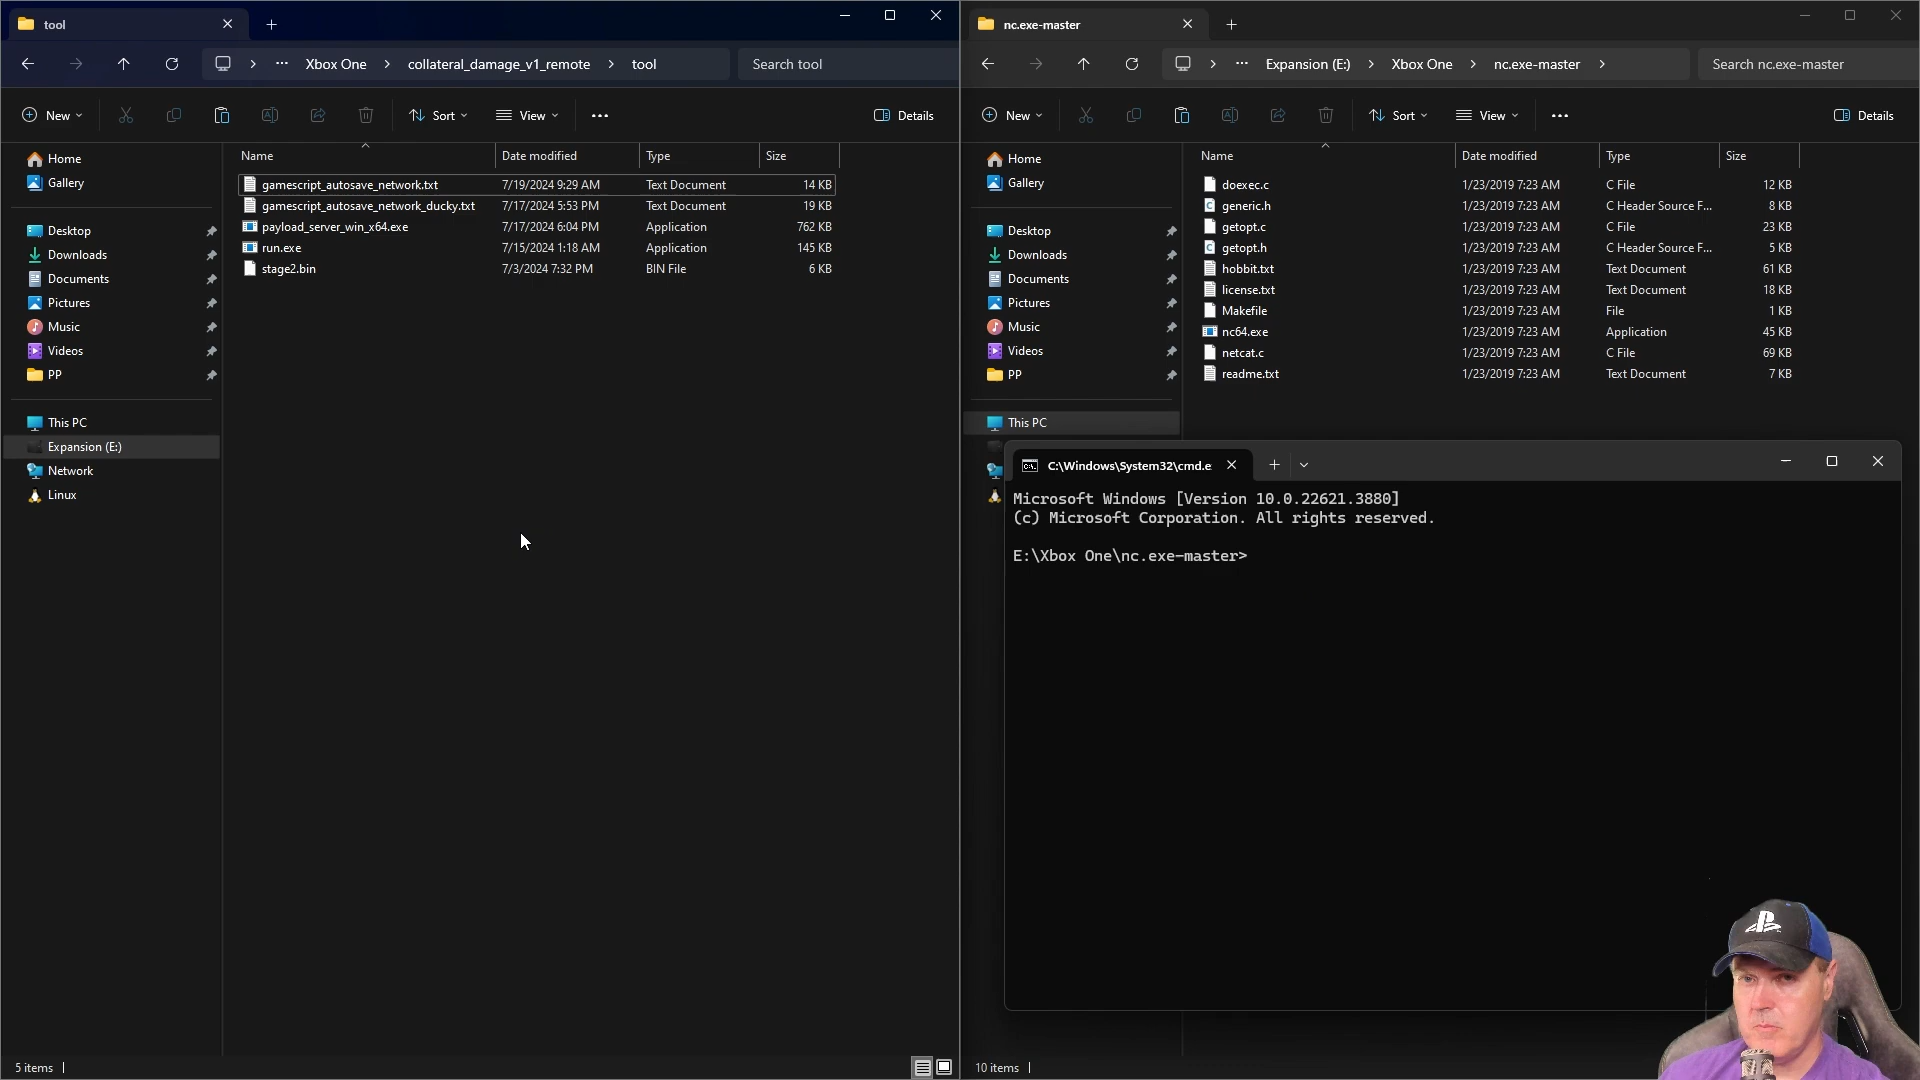 tool
Xbox One
collateral_damage_v1_remote
tool
Search tool
New
Sort
View
Details
Home
Gallery
Desktop
Downloads
Documents
Pictures
Music
Videos
PP
This PC
Expansion (E:)
Network
Linux
Name Date modified Type Size
gamescript_autosave_network.txt 7/19/2024 9:29 AM Text Document 14 KB
gamescript_autosave_network_ducky.txt 7/17/2024 5:53 PM Text Document 19 KB
payload_server_win_x64.exe 7/17/2024 6:04 PM Application 762 KB
run.exe 7/15/2024 1:18 AM Application 145 KB
stage2.bin 7/3/2024 7:32 PM BIN File 6 KB
5 items
nc.exe-master
Expansion (E:)
Xbox One
nc.exe-master
Search nc.exe-master
New
Sort
View
Details
Home
Gallery
Desktop
Downloads
Documents
Pictures
Music
Videos
PP
This PC
Name Date modified Type Size
doexec.c 1/23/2019 7:23 AM C File 12 KB
generic.h 1/23/2019 7:23 AM C Header Source F... 8 KB
getopt.c 1/23/2019 7:23 AM C File 23 KB
getopt.h 1/23/2019 7:23 AM C Header Source F... 5 KB
hobbit.txt 1/23/2019 7:23 AM Text Document 61 KB
license.txt 1/23/2019 7:23 AM Text Document 18 KB
Makefile 1/23/2019 7:23 AM File 1 KB
nc64.exe 1/23/2019 7:23 AM Application 45 KB
netcat.c 1/23/2019 7:23 AM C File 69 KB
readme.txt 1/23/2019 7:23 AM Text Document 7 KB
C:\Windows\System32\cmd.e
Microsoft Windows [Version 10.0.22621.3880]
(c) Microsoft Corporation. All rights reserved.
E:\Xbox One\nc.exe-master>
10 items